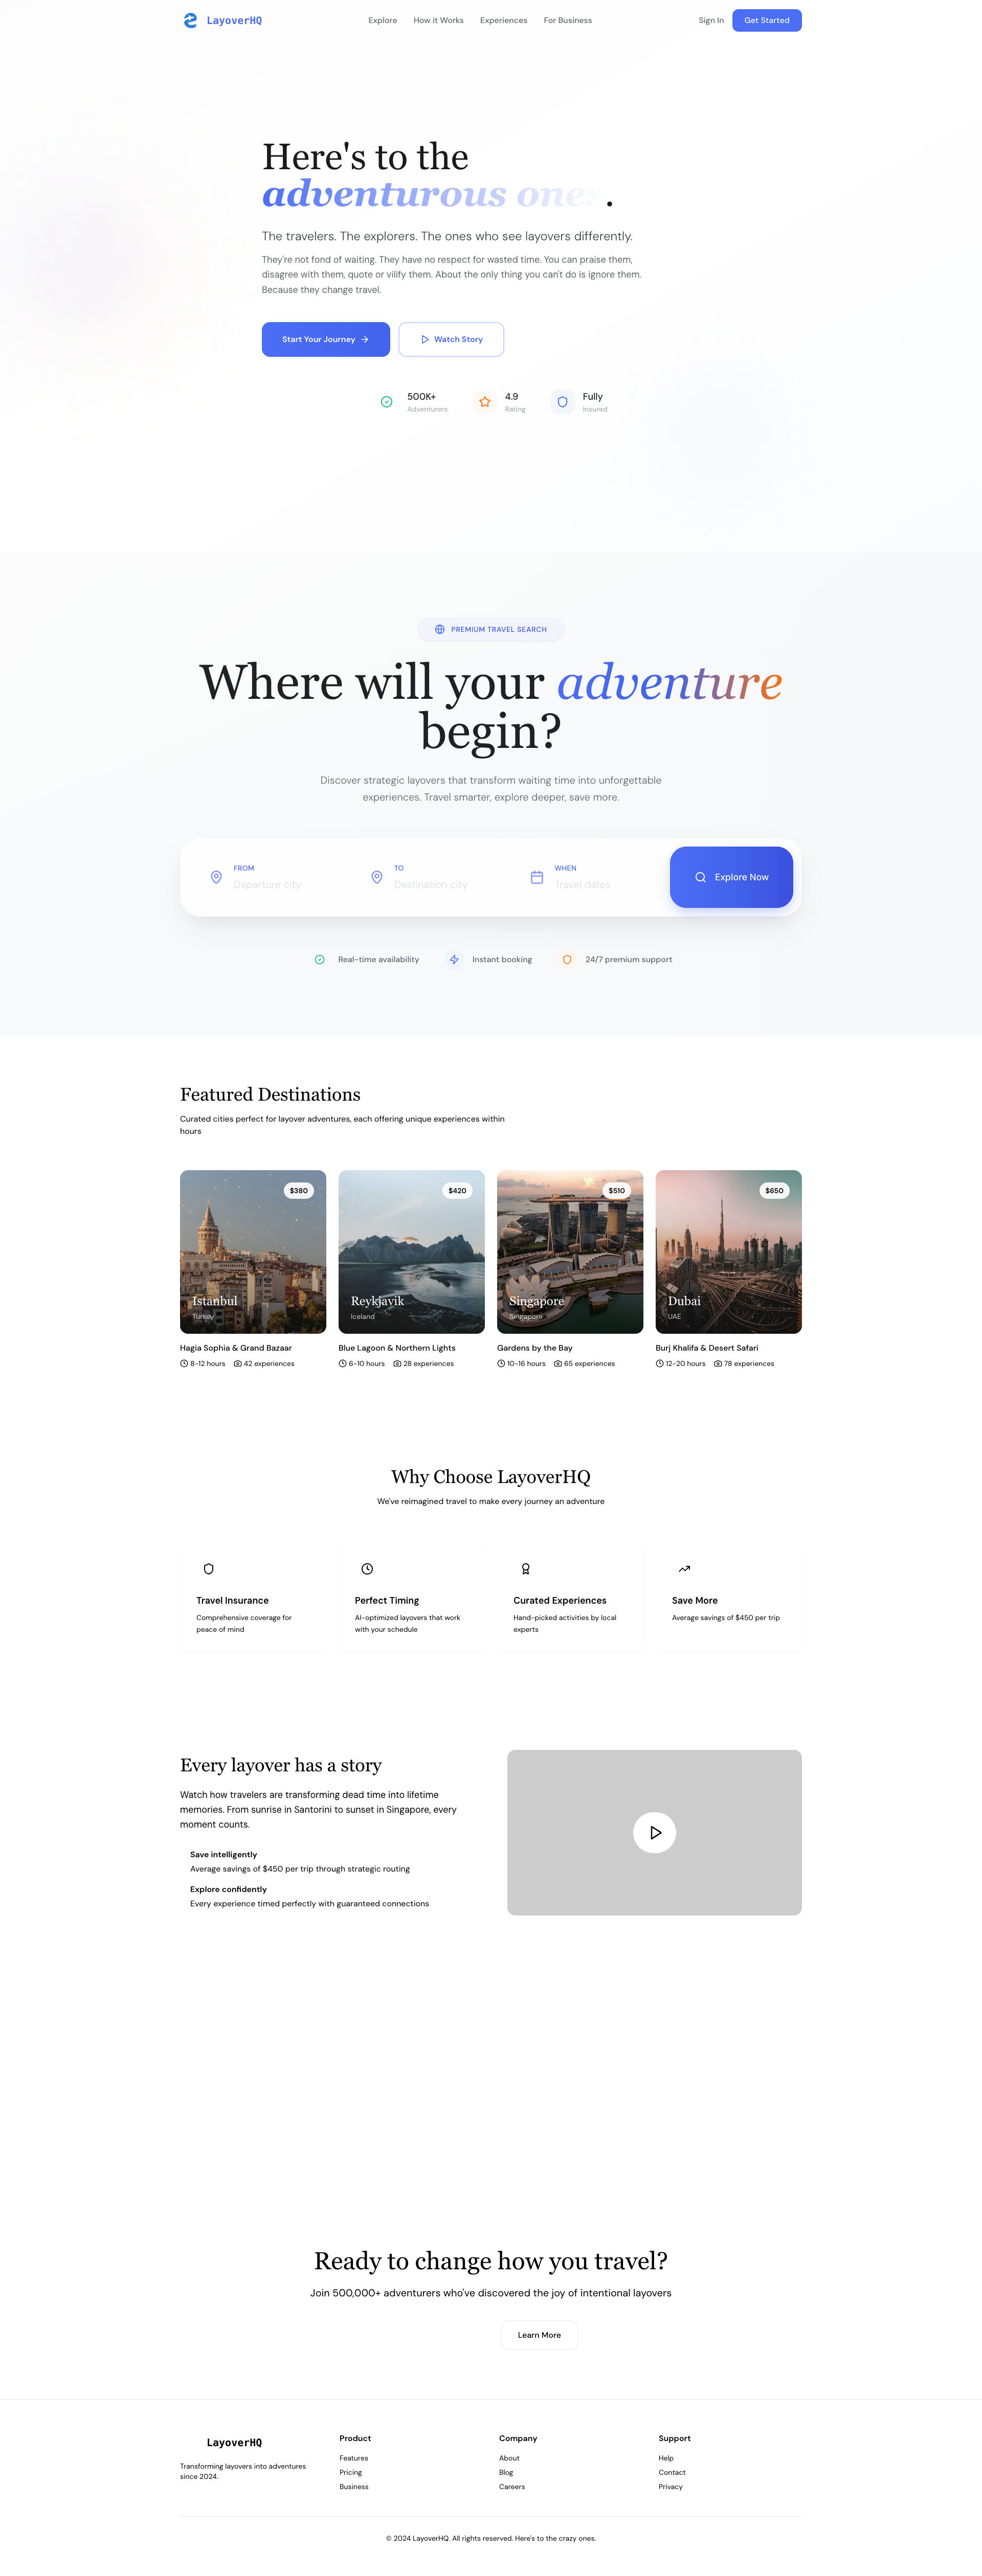 LayoverHQ
Explore
How it Works
Experiences
For Business
Sign In
Get Started
Here's to the
adventurous ones.
The travelers. The explorers. The ones who see layovers differently.
They're not fond of waiting. They have no respect for wasted time. You can praise them,
disagree with them, quote or vilify them. About the only thing you can't do is ignore them.
Because they change travel.
Start Your Journey
Watch Story
500K+
Adventurers
4.9
Rating
Fully
Insured
PREMIUM TRAVEL SEARCH
Where will your adventure
begin?
Discover strategic layovers that transform waiting time into unforgettable
experiences. Travel smarter, explore deeper, save more.
FROM
Departure city
TO
Destination city
WHEN
Travel dates
Explore Now
Real-time availability
Instant booking
24/7 premium support
Featured Destinations
Curated cities perfect for layover adventures, each offering unique experiences within
hours
$380
Istanbul
Turkey
Hagia Sophia & Grand Bazaar
8-12 hours
42 experiences
$420
Reykjavik
Iceland
Blue Lagoon & Northern Lights
6-10 hours
28 experiences
$510
Singapore
Singapore
Gardens by the Bay
10-16 hours
65 experiences
$650
Dubai
UAE
Burj Khalifa & Desert Safari
12-20 hours
78 experiences
Why Choose LayoverHQ
We've reimagined travel to make every journey an adventure
Travel Insurance
Comprehensive coverage for
peace of mind
Perfect Timing
AI-optimized layovers that work
with your schedule
Curated Experiences
Hand-picked activities by local
experts
Save More
Average savings of $450 per trip
Every layover has a story
Watch how travelers are transforming dead time into lifetime
memories. From sunrise in Santorini to sunset in Singapore, every
moment counts.
Save intelligently
Average savings of $450 per trip through strategic routing
Explore confidently
Every experience timed perfectly with guaranteed connections
Ready to change how you travel?
Join 500,000+ adventurers who've discovered the joy of intentional layovers
Learn More
LayoverHQ
Transforming layovers into adventures
since 2024.
Product
Features
Pricing
Business
Company
About
Blog
Careers
Support
Help
Contact
Privacy
© 2024 LayoverHQ. All rights reserved. Here's to the crazy ones.